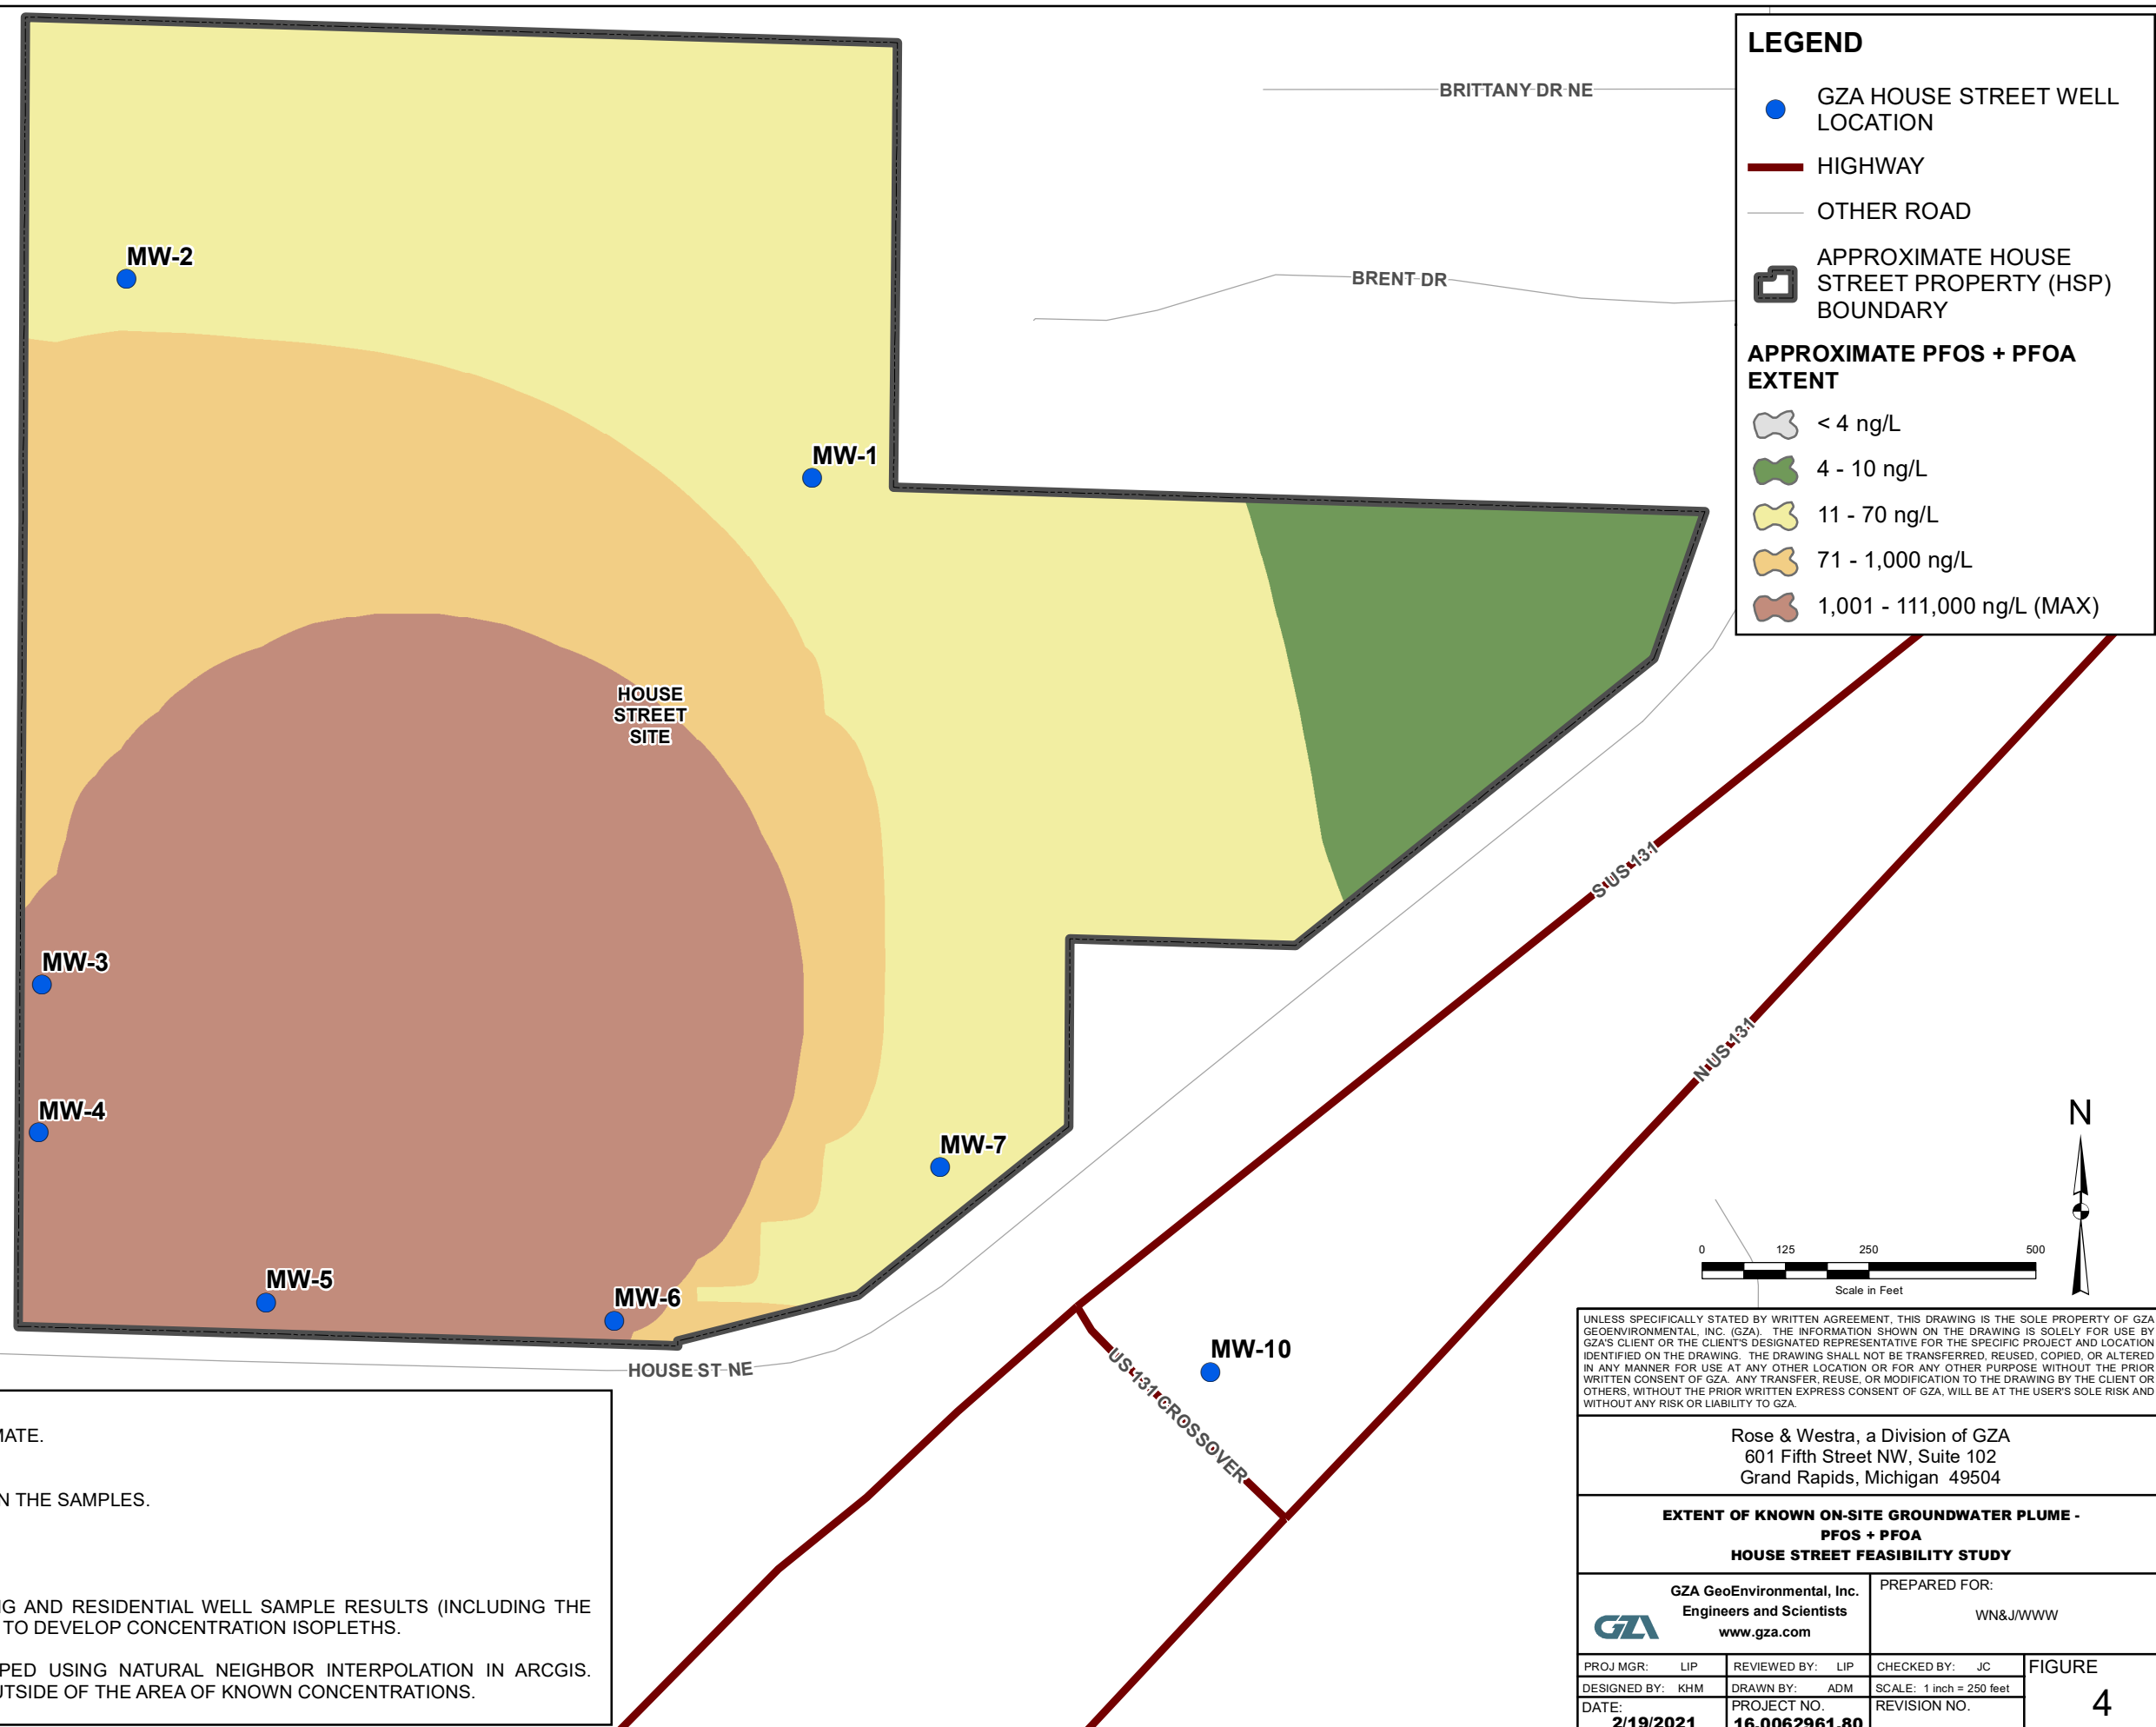 LEGEND
GZA HOUSE STREET WELL
LOCATION
HIGHWAY
OTHER ROAD
APPROXIMATE HOUSE
STREET PROPERTY (HSP)
BOUNDARY
APPROXIMATE PFOS + PFOA
EXTENT
< 4 ng/L
4 - 10 ng/L
11 - 70 ng/L
71 - 1,000 ng/L
1,001 - 111,000 ng/L (MAX)
BRITTANY DR NE
BRENT DR
MW-2
MW-1
HOUSE
STREET
SITE
S US 131
MW-3
N US 131
MW-4
MW-7
MW-5
MW-6
HOUSE ST NE
MW-10
US 131 CROSSOVER
N
0 125 250 500
Scale in Feet
MATE.
N THE SAMPLES.
NG AND RESIDENTIAL WELL SAMPLE RESULTS (INCLUDING THE
TO DEVELOP CONCENTRATION ISOPLETHS.
PED USING NATURAL NEIGHBOR INTERPOLATION IN ARCGIS.
UTSIDE OF THE AREA OF KNOWN CONCENTRATIONS.
UNLESS SPECIFICALLY STATED BY WRITTEN AGREEMENT, THIS DRAWING IS THE SOLE PROPERTY OF GZA
GEOENVIRONMENTAL, INC. (GZA). THE INFORMATION SHOWN ON THE DRAWING IS SOLELY FOR USE BY
GZA'S CLIENT OR THE CLIENT'S DESIGNATED REPRESENTATIVE FOR THE SPECIFIC PROJECT AND LOCATION
IDENTIFIED ON THE DRAWING. THE DRAWING SHALL NOT BE TRANSFERRED, REUSED, COPIED, OR ALTERED
IN ANY MANNER FOR USE AT ANY OTHER LOCATION OR FOR ANY OTHER PURPOSE WITHOUT THE PRIOR
WRITTEN CONSENT OF GZA. ANY TRANSFER, REUSE, OR MODIFICATION TO THE DRAWING BY THE CLIENT OR
OTHERS, WITHOUT THE PRIOR WRITTEN EXPRESS CONSENT OF GZA, WILL BE AT THE USER'S SOLE RISK AND
WITHOUT ANY RISK OR LIABILITY TO GZA.
Rose & Westra, a Division of GZA
601 Fifth Street NW, Suite 102
Grand Rapids, Michigan 49504
EXTENT OF KNOWN ON-SITE GROUNDWATER PLUME -
PFOS + PFOA
HOUSE STREET FEASIBILITY STUDY
GZA
GZA GeoEnvironmental, Inc.
Engineers and Scientists
www.gza.com
PREPARED FOR:
WN&J/WWW
PROJ MGR: LIP
REVIEWED BY: LIP
CHECKED BY: JC
DESIGNED BY: KHM
DRAWN BY: ADM
SCALE: 1 inch = 250 feet
DATE:
2/19/2021
PROJECT NO.
16.0062961.80
REVISION NO.
FIGURE
4